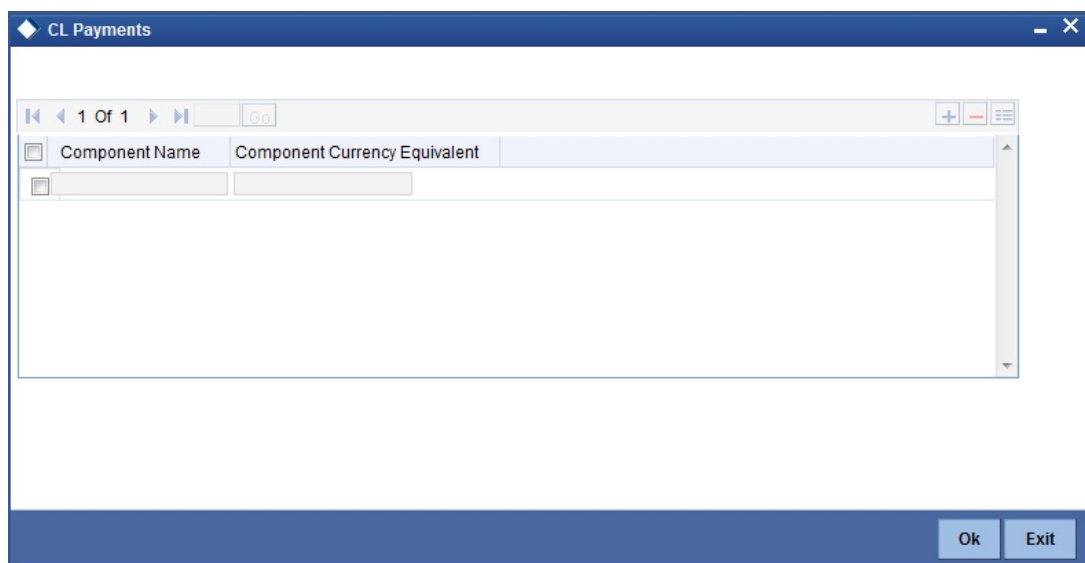 CL Payments
1 Of 1 Go
Component Name Component Currency Equivalent
Ok Exit